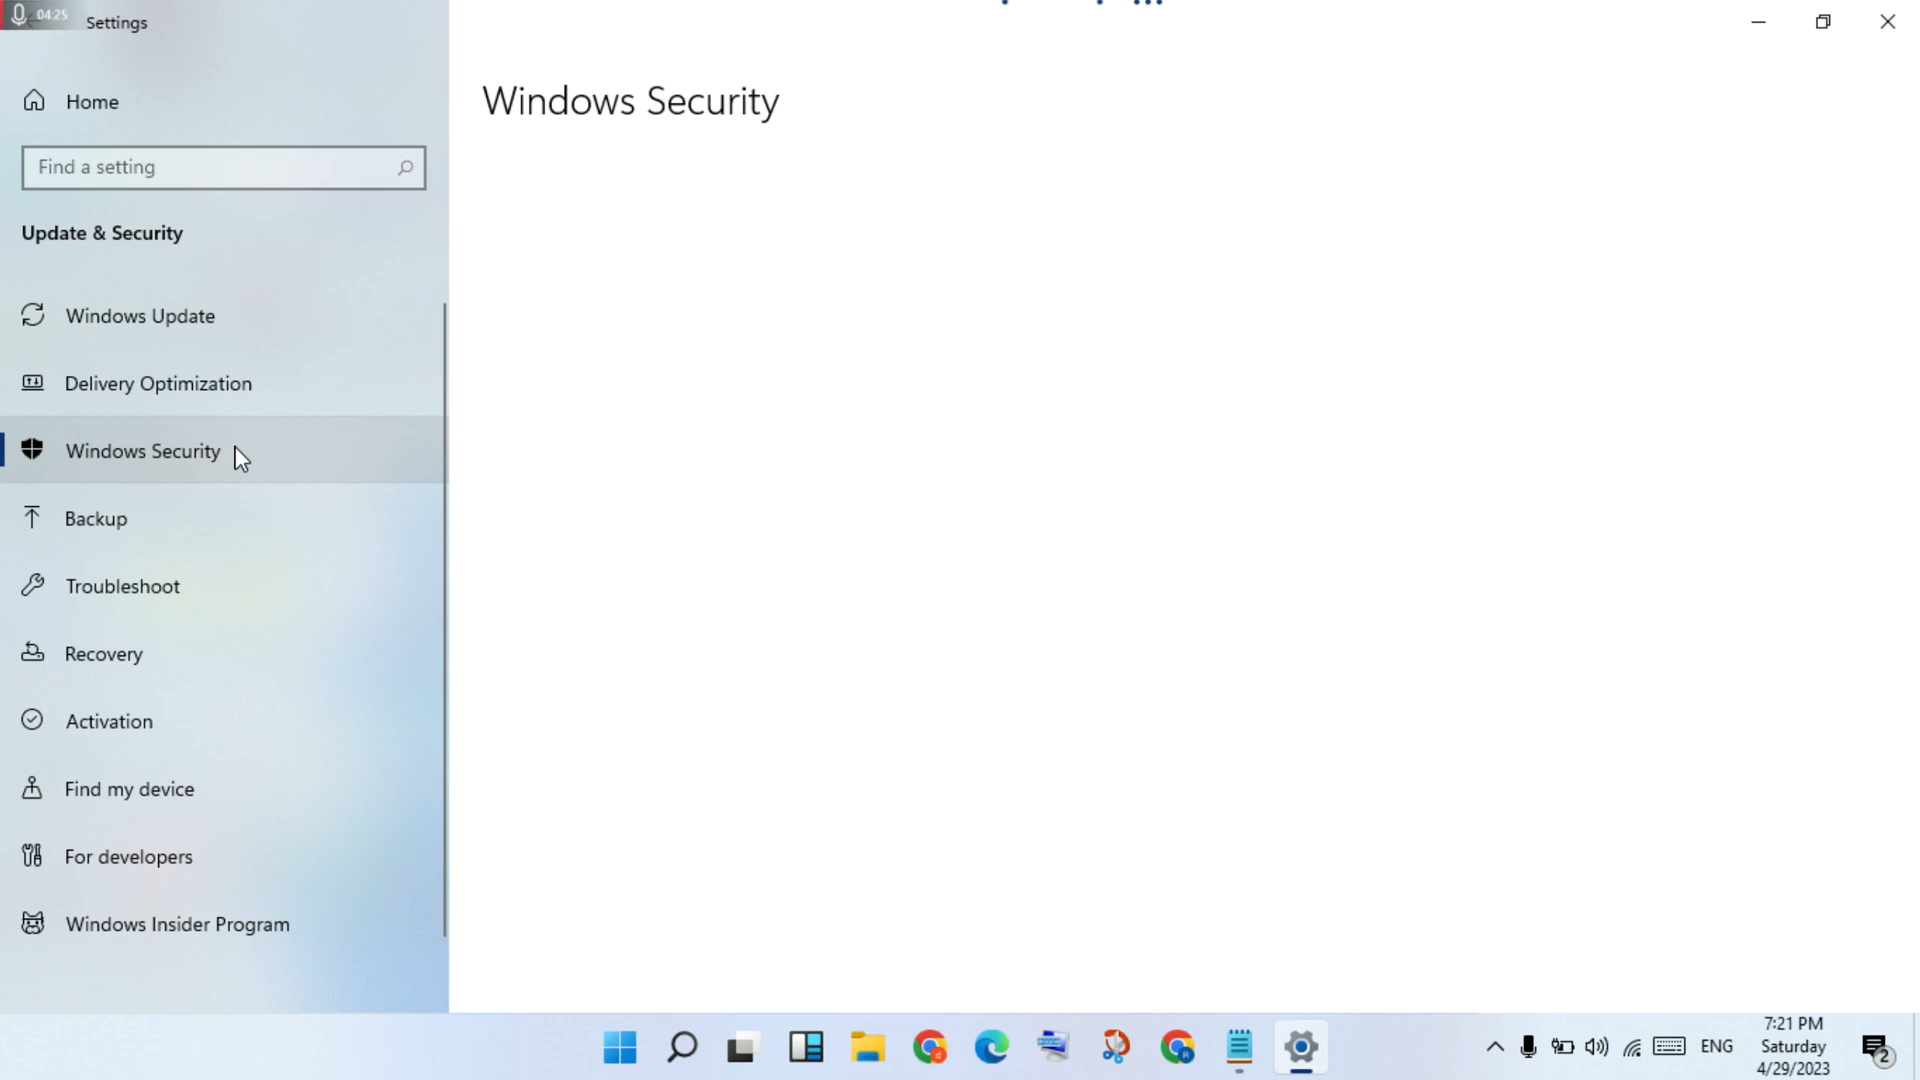 04:25
Settings
Home
Find a setting
Update & Security
Windows Update
Delivery Optimization
Windows Security
Backup
Troubleshoot
Recovery
Activation
Find my device
For developers
Windows Insider Program
Windows Security
ENG
7:21 PM
Saturday
4/29/2023
2